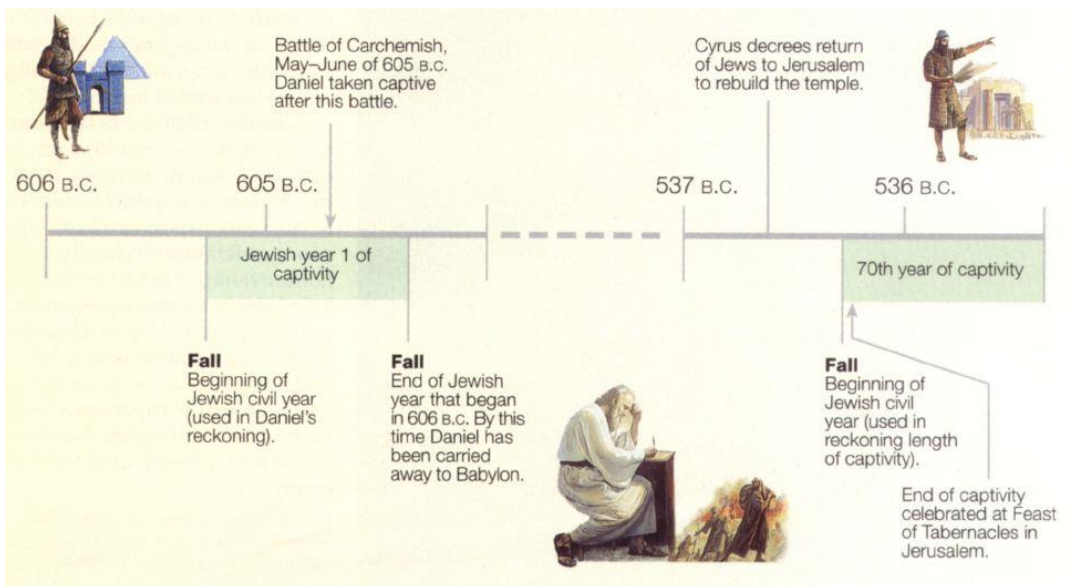 Battle of Carchemish,
May–June of 605 B.C.
Daniel taken captive
after this battle.
Cyrus decrees return
of Jews to Jerusalem
to rebuild the temple.
606 B.C.
605 B.C.
537 B.C.
536 B.C.
Jewish year 1 of
captivity
70th year of captivity
Fall
Beginning of
Jewish civil year
(used in Daniel's
reckoning).
Fall
End of Jewish
year that began
in 606 B.C. By this
time Daniel has
been carried
away to Babylon.
Fall
Beginning of
Jewish civil
year (used in
reckoning length
of captivity).
End of captivity
celebrated at Feast
of Tabernacles in
Jerusalem.